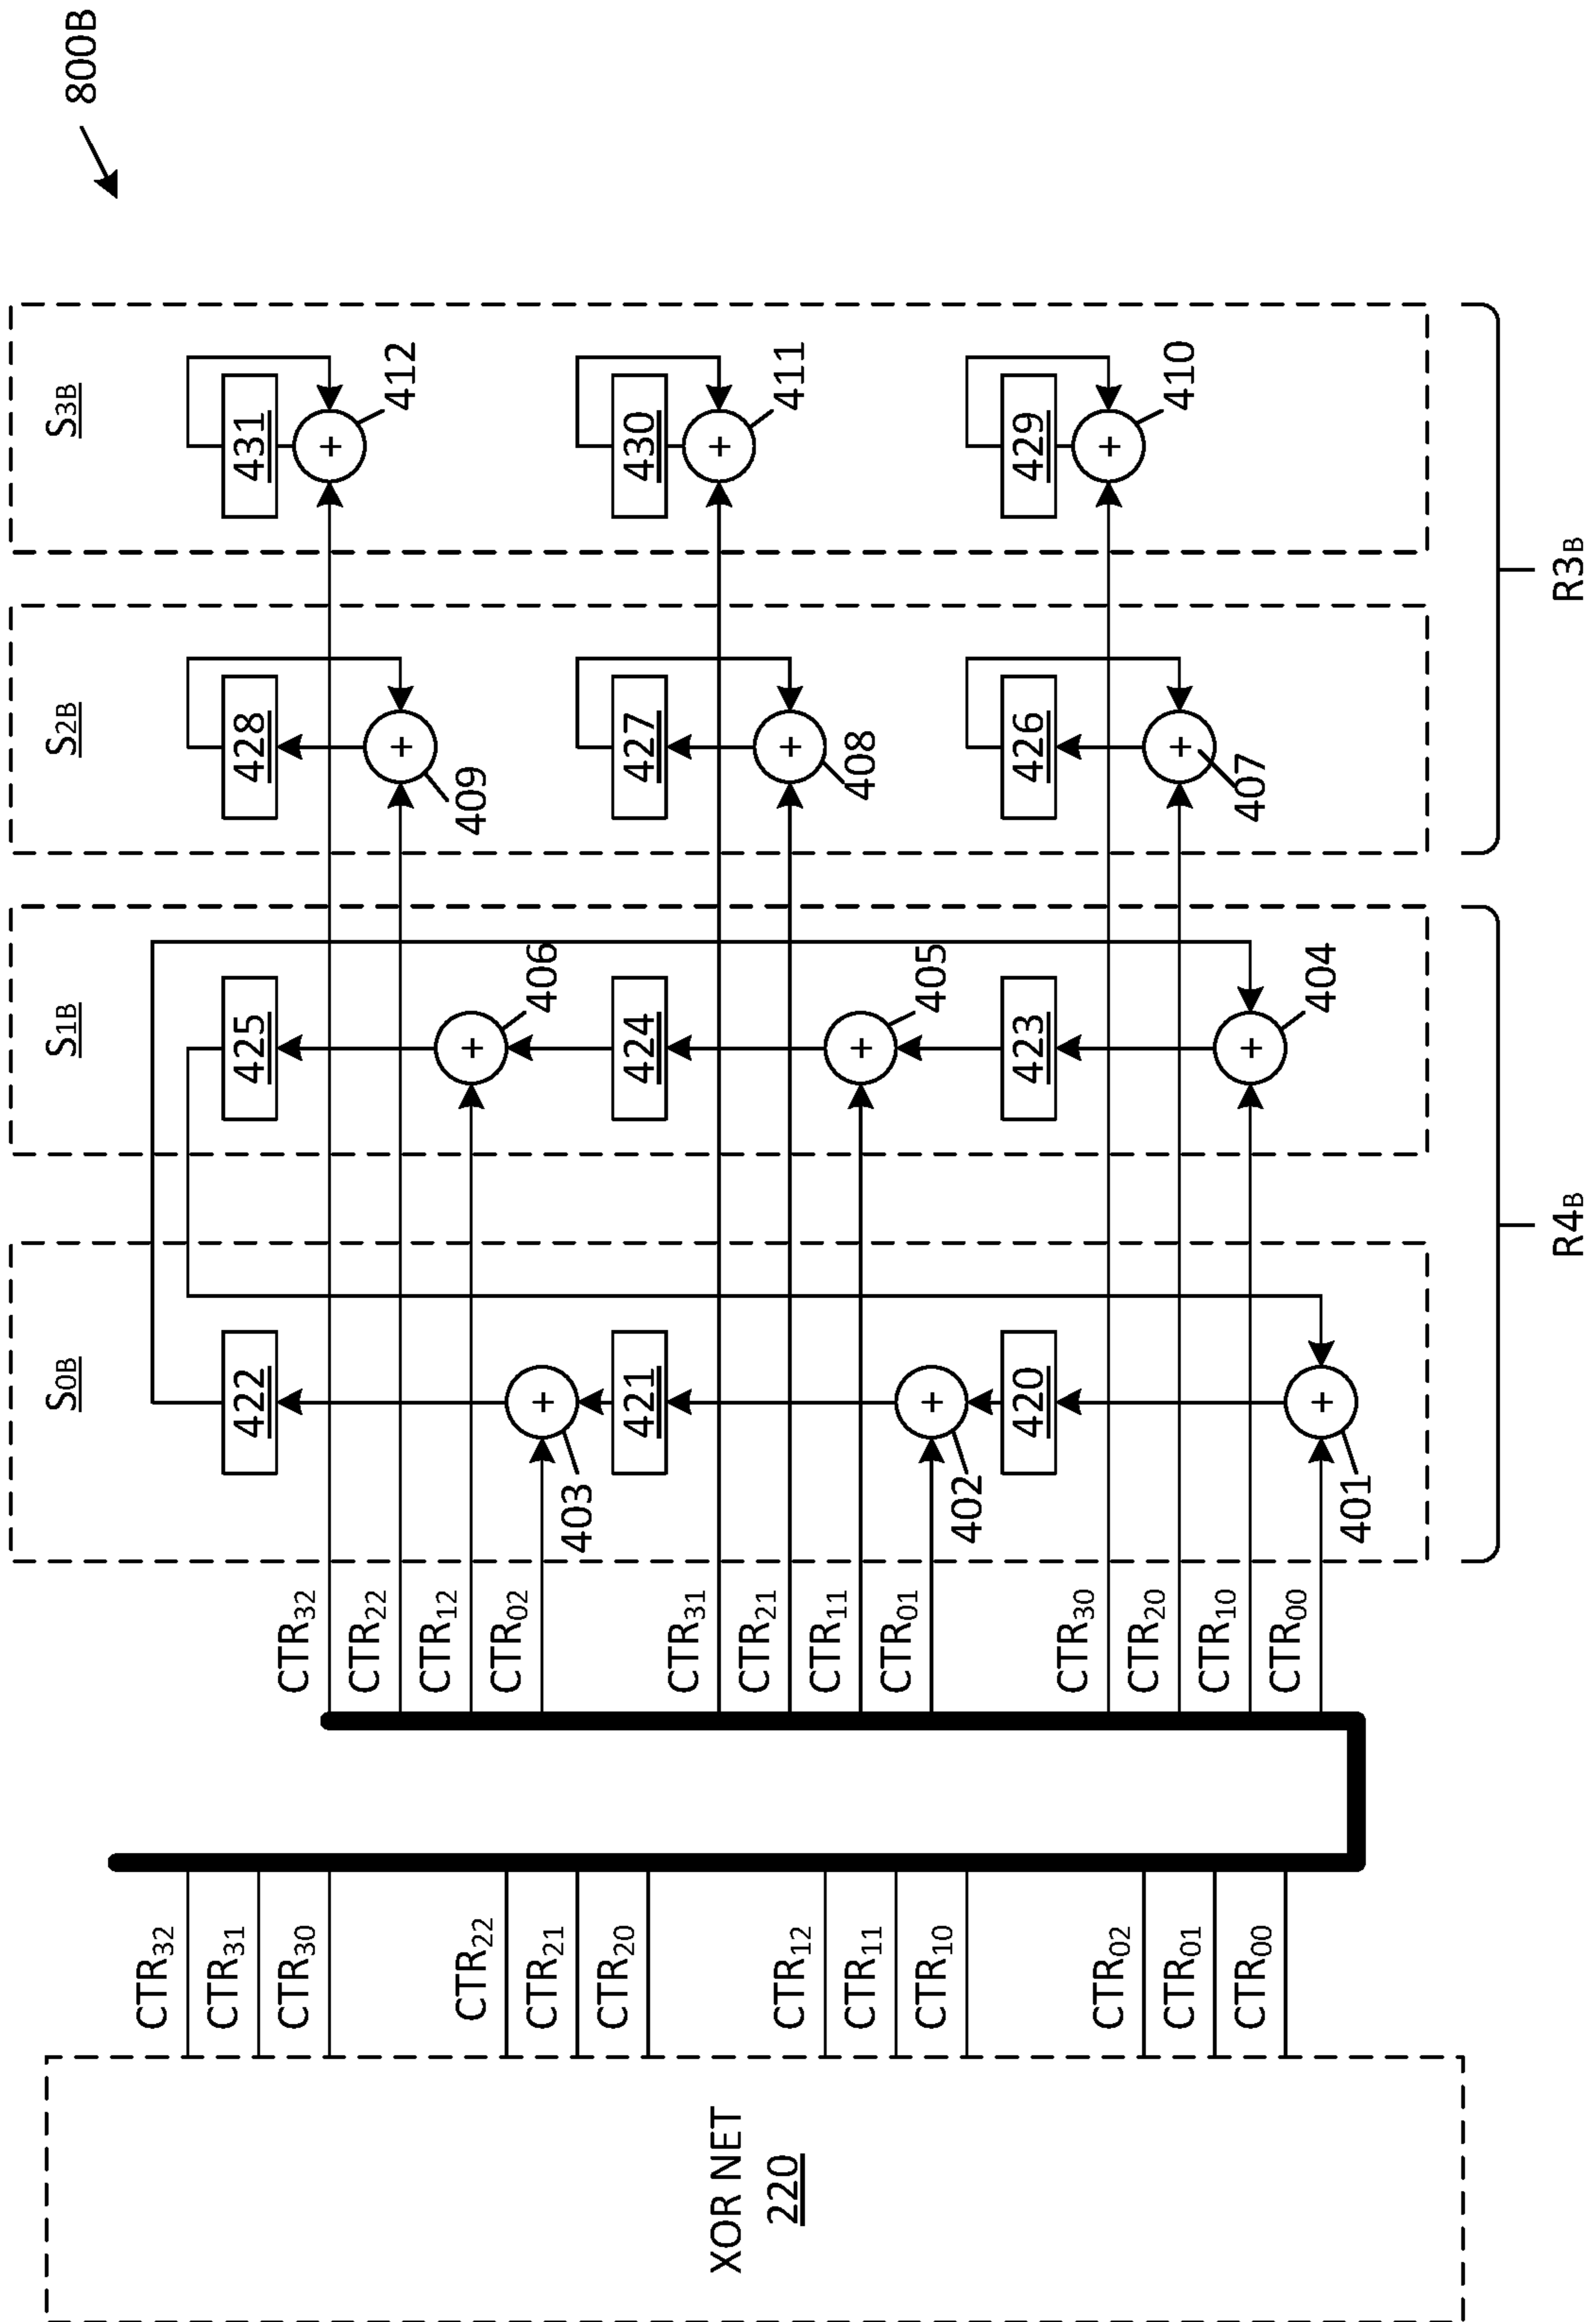 800B
S3B
431
412
430
411
429
410
S2B
428
409
427
408
426
407
R3B
S1B
425
406
424
405
423
404
S0B
422
403
421
402
420
401
R4B
CTR32
CTR22
CTR12
CTR02
CTR31
CTR21
CTR11
CTR01
CTR30
CTR20
CTR10
CTR00
CTR32
CTR31
CTR30
CTR22
CTR21
CTR20
CTR12
CTR11
CTR10
CTR02
CTR01
CTR00
XOR NET
220